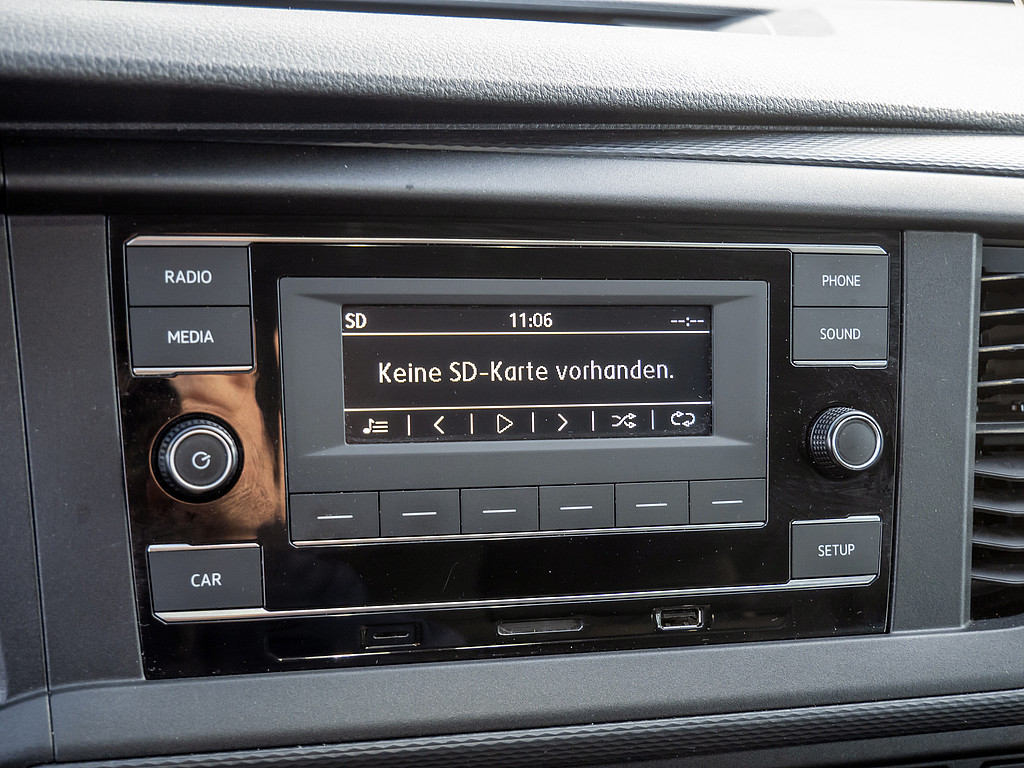 RADIO
MEDIA
CAR
SD 11:06 --:--
Keine SD-Karte vorhanden.
PHONE
SOUND
SETUP